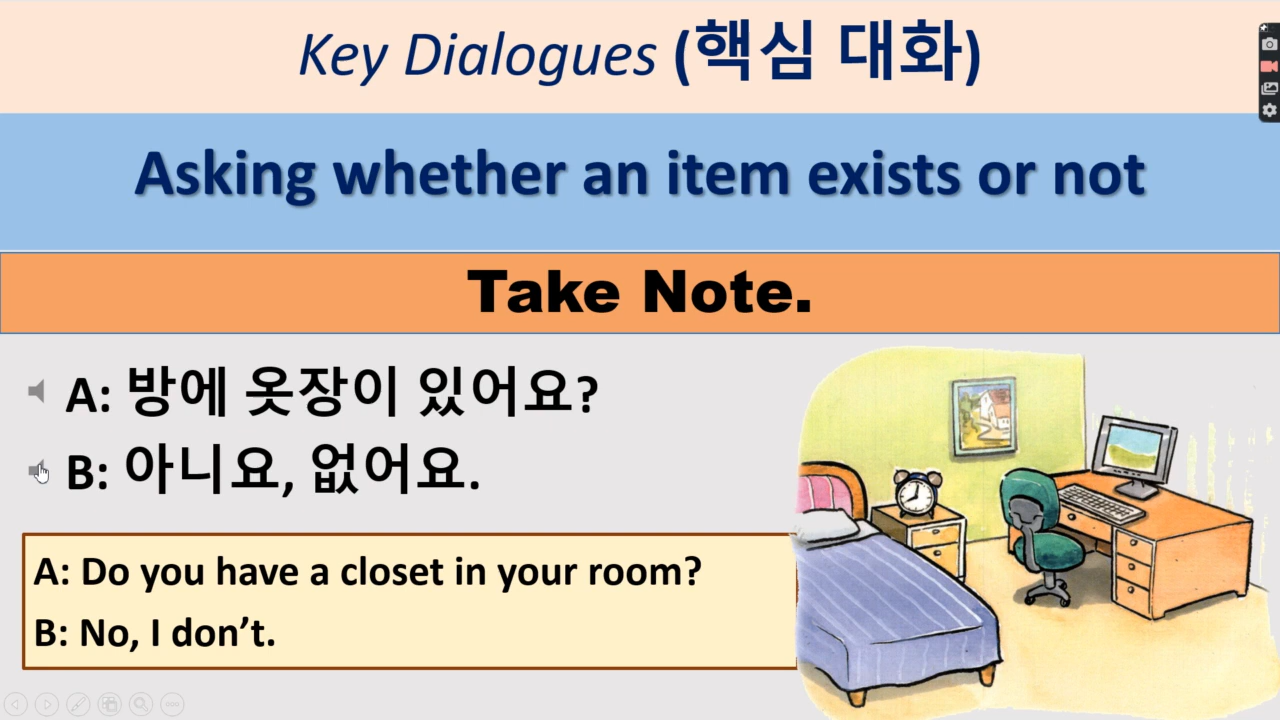 Key Dialogues (핵심 대화)
Asking whether an item exists or not
Take Note.
A: 방에 옷장이 있어요?
B: 아니요, 없어요.
A: Do you have a closet in your room?
B: No, I don’t.